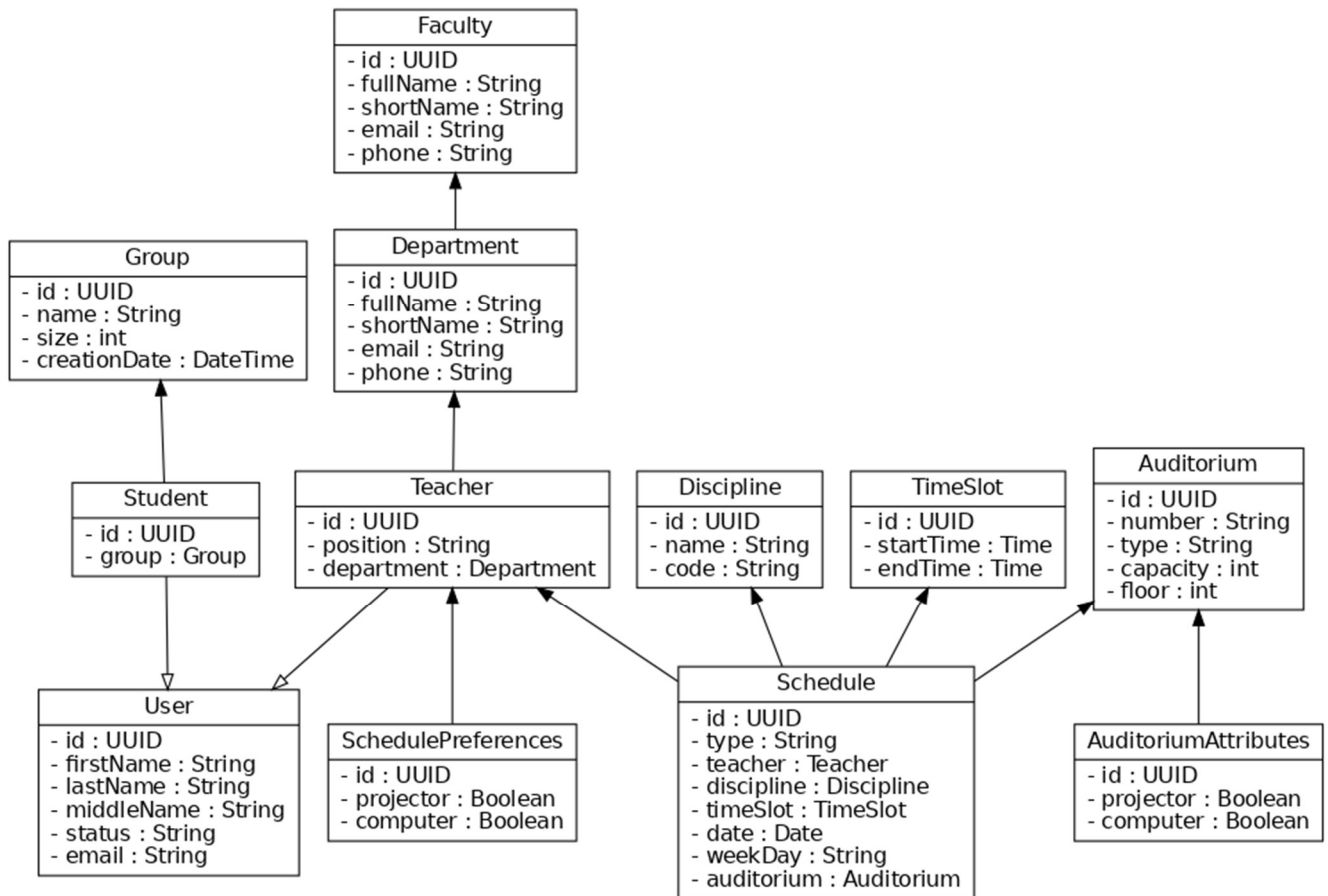 Faculty
- id : UUID
- fullName : String
- shortName : String
- email : String
- phone : String
Department
- id : UUID
- fullName : String
- shortName : String
- email : String
- phone : String
Group
- id : UUID
- name : String
- size : int
- creationDate : DateTime
Student
- id : UUID
- group : Group
Teacher
- id : UUID
- position : String
- department : Department
Discipline
- id : UUID
- name : String
- code : String
TimeSlot
- id : UUID
- startTime : Time
- endTime : Time
Auditorium
- id : UUID
- number : String
- type : String
- capacity : int
- floor : int
User
- id : UUID
- firstName : String
- lastName : String
- middleName : String
- status : String
- email : String
SchedulePreferences
- id : UUID
- projector : Boolean
- computer : Boolean
Schedule
- id : UUID
- type : String
- teacher : Teacher
- discipline : Discipline
- timeSlot : TimeSlot
- date : Date
- weekDay : String
- auditorium : Auditorium
AuditoriumAttributes
- id : UUID
- projector : Boolean
- computer : Boolean